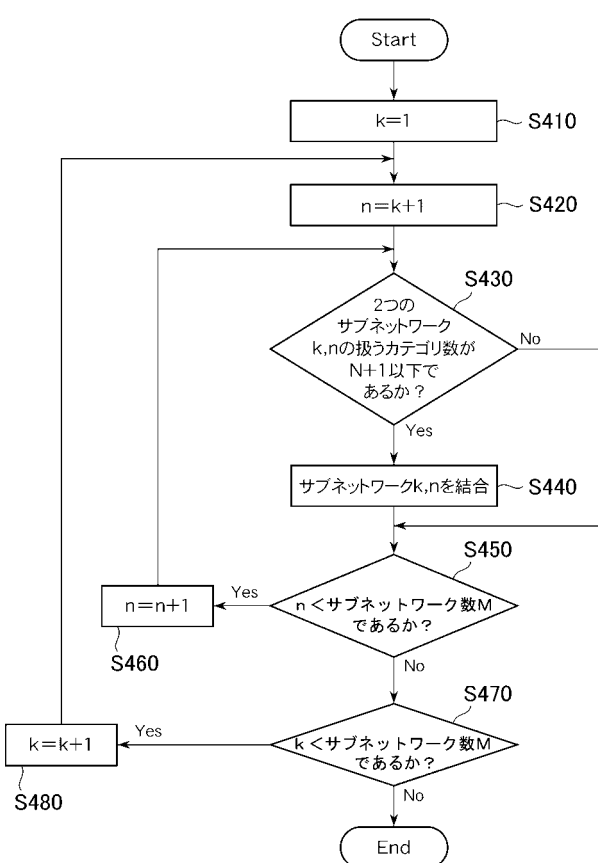 Start
k=1
S410
n=k+1
S420
S430
2つの
サブネットワーク
k,nの扱うカテゴリ数が
N+1以下で
あるか？
No
Yes
サブネットワークk,nを結合
S440
S450
n＜サブネットワーク数M
であるか？
Yes
n=n+1
S460
No
S470
k＜サブネットワーク数M
であるか？
Yes
k=k+1
S480
No
End